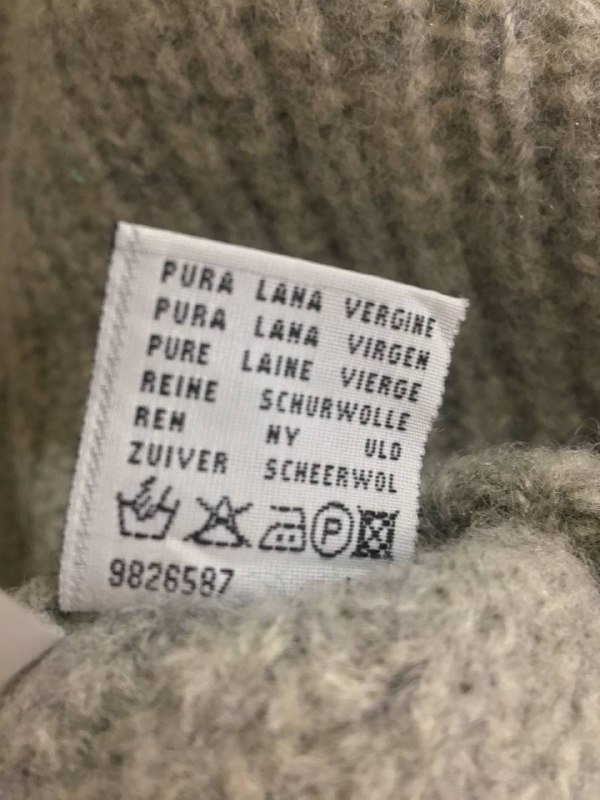 PURA LANA VERGINE
PURA LANA VIRGEN
PURE LAINE VIERGE
REINE SCHURWOLLE
REN NY ULD
ZUIVER SCHEERWOL
P
9826587